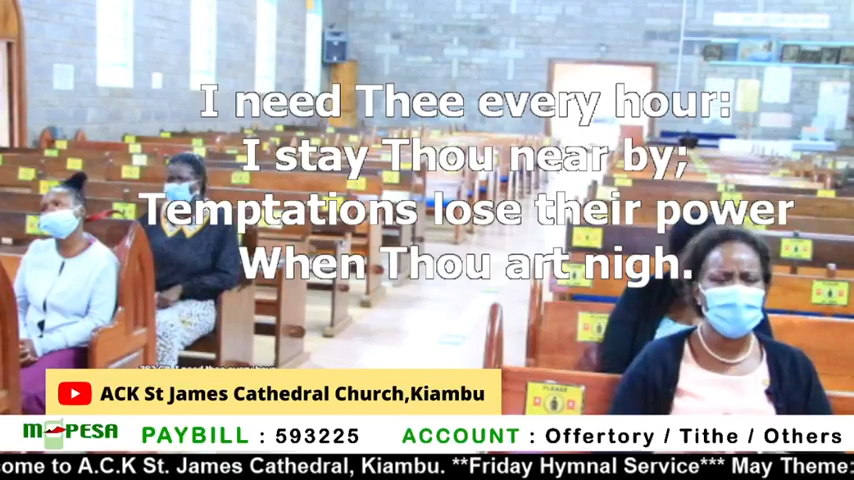 I need Thee every hour:
I stay Thou near by;
Temptations lose their power
When Thou art nigh.
ACK St James Cathedral Church,Kiambu
M-PESA PAYBILL : 593225 ACCOUNT : Offertory / Tithe / Others
come to A.C.K St. James Cathedral, Kiambu. **Friday Hymnal Service*** May Theme:
PLEASE